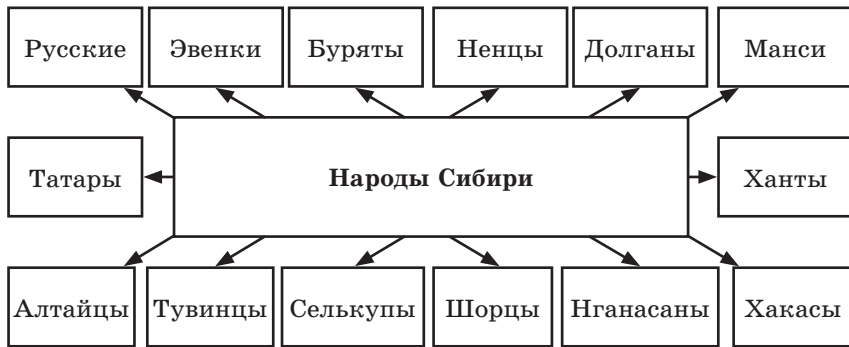 Русские
Эвенки
Буряты
Ненцы
Долганы
Манси
Татары
Народы Сибири
Ханты
Алтайцы
Тувинцы
Селькупы
Шорцы
Нганасаны
Хакасы